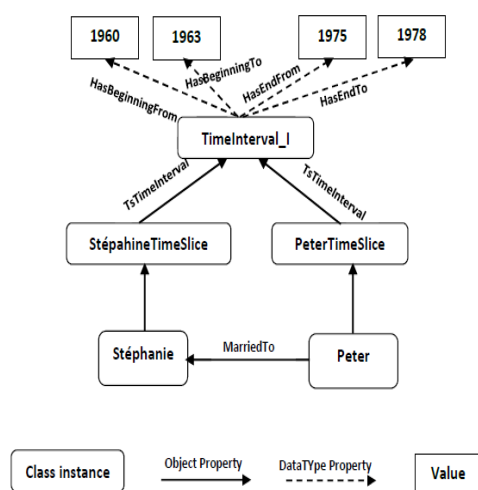 1960
1963
1975
1978
HasBeginningFrom
HasBeginningTo
HasEndFrom
HasEndTo
TimeInterval_I
TsTimeInterval
TsTimeInterval
StépahineTimeSlice
PeterTimeSlice
Stéphanie
MarriedTo
Peter
Class instance
Object Property
DataTYpe Property
Value